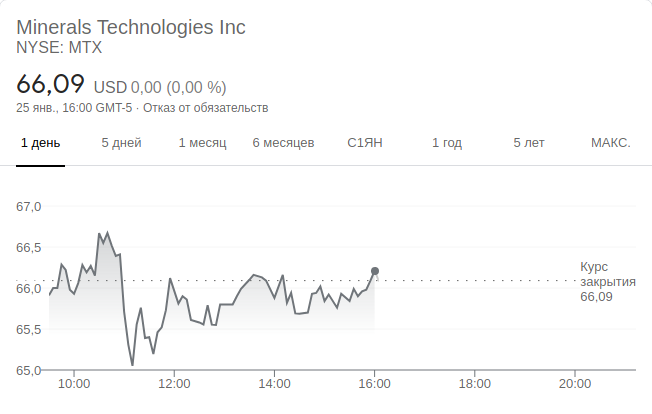 Minerals Technologies Inc
NYSE: MTX
66,09 USD 0,00 (0,00 %)
25 янв., 16:00 GMT-5 · Отказ от обязательств
1 день 5 дней 1 месяц 6 месяцев С1ЯН 1 год 5 лет МАКС.
67,0
66,5
66,0
65,5
65,0
Курс
закрытия
66,09
10:00 12:00 14:00 16:00 18:00 20:00